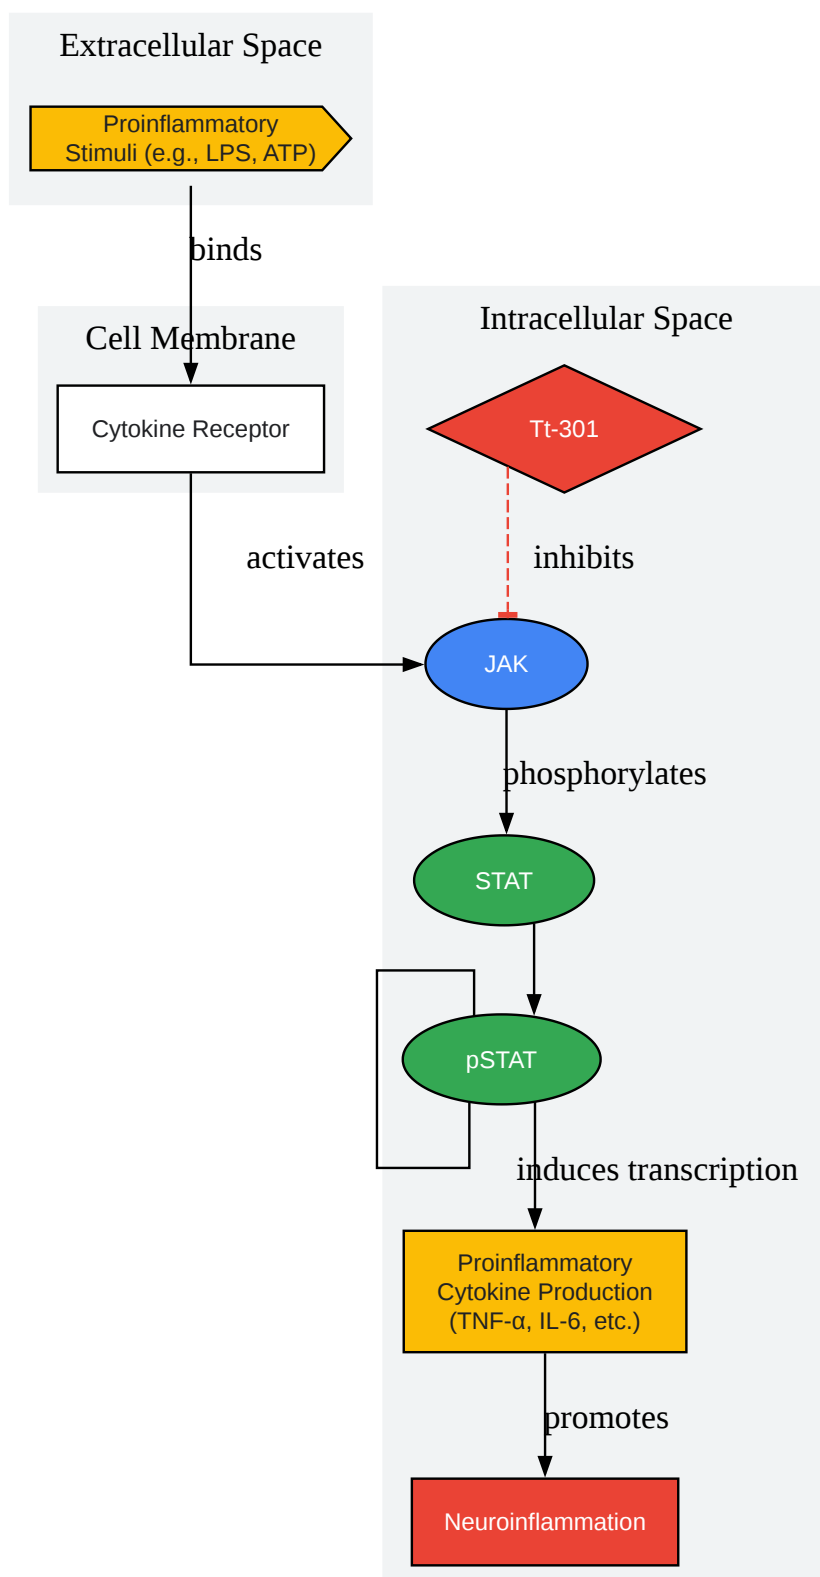 Extracellular Space
Proinflammatory
Stimuli (e.g., LPS, ATP)
binds
Cell Membrane
Cytokine Receptor
activates
Intracellular Space
Tt-301
inhibits
JAK
phosphorylates
STAT
pSTAT
induces transcription
Proinflammatory
Cytokine Production
(TNF-α, IL-6, etc.)
promotes
Neuroinflammation